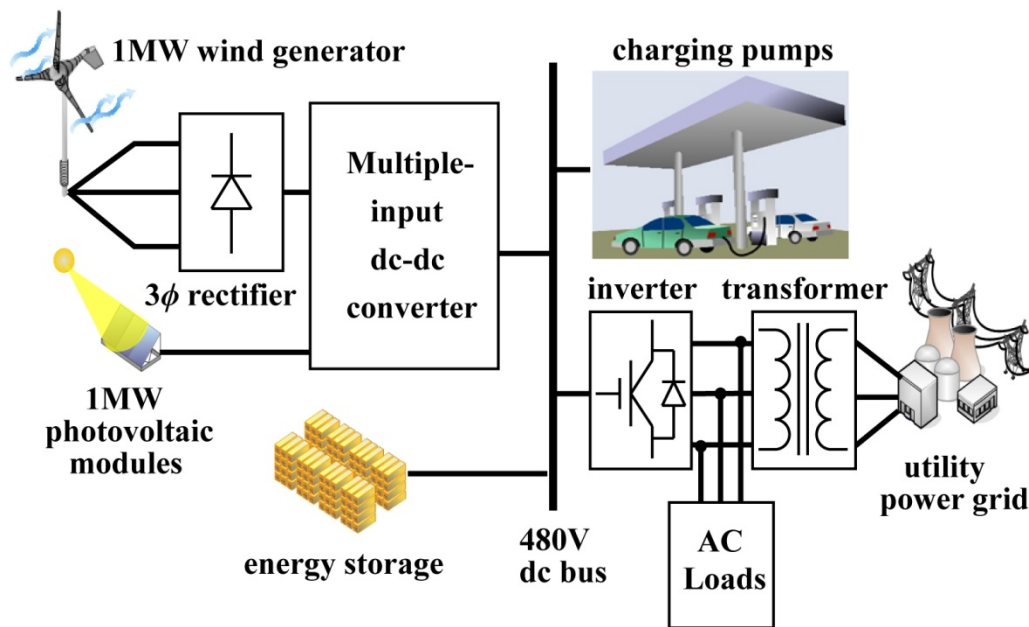 1MW wind generator
charging pumps
Multiple-
input
dc-dc
converter
3ϕ rectifier
inverter
transformer
1MW
photovoltaic
modules
utility
power grid
480V
dc bus
AC
Loads
energy storage